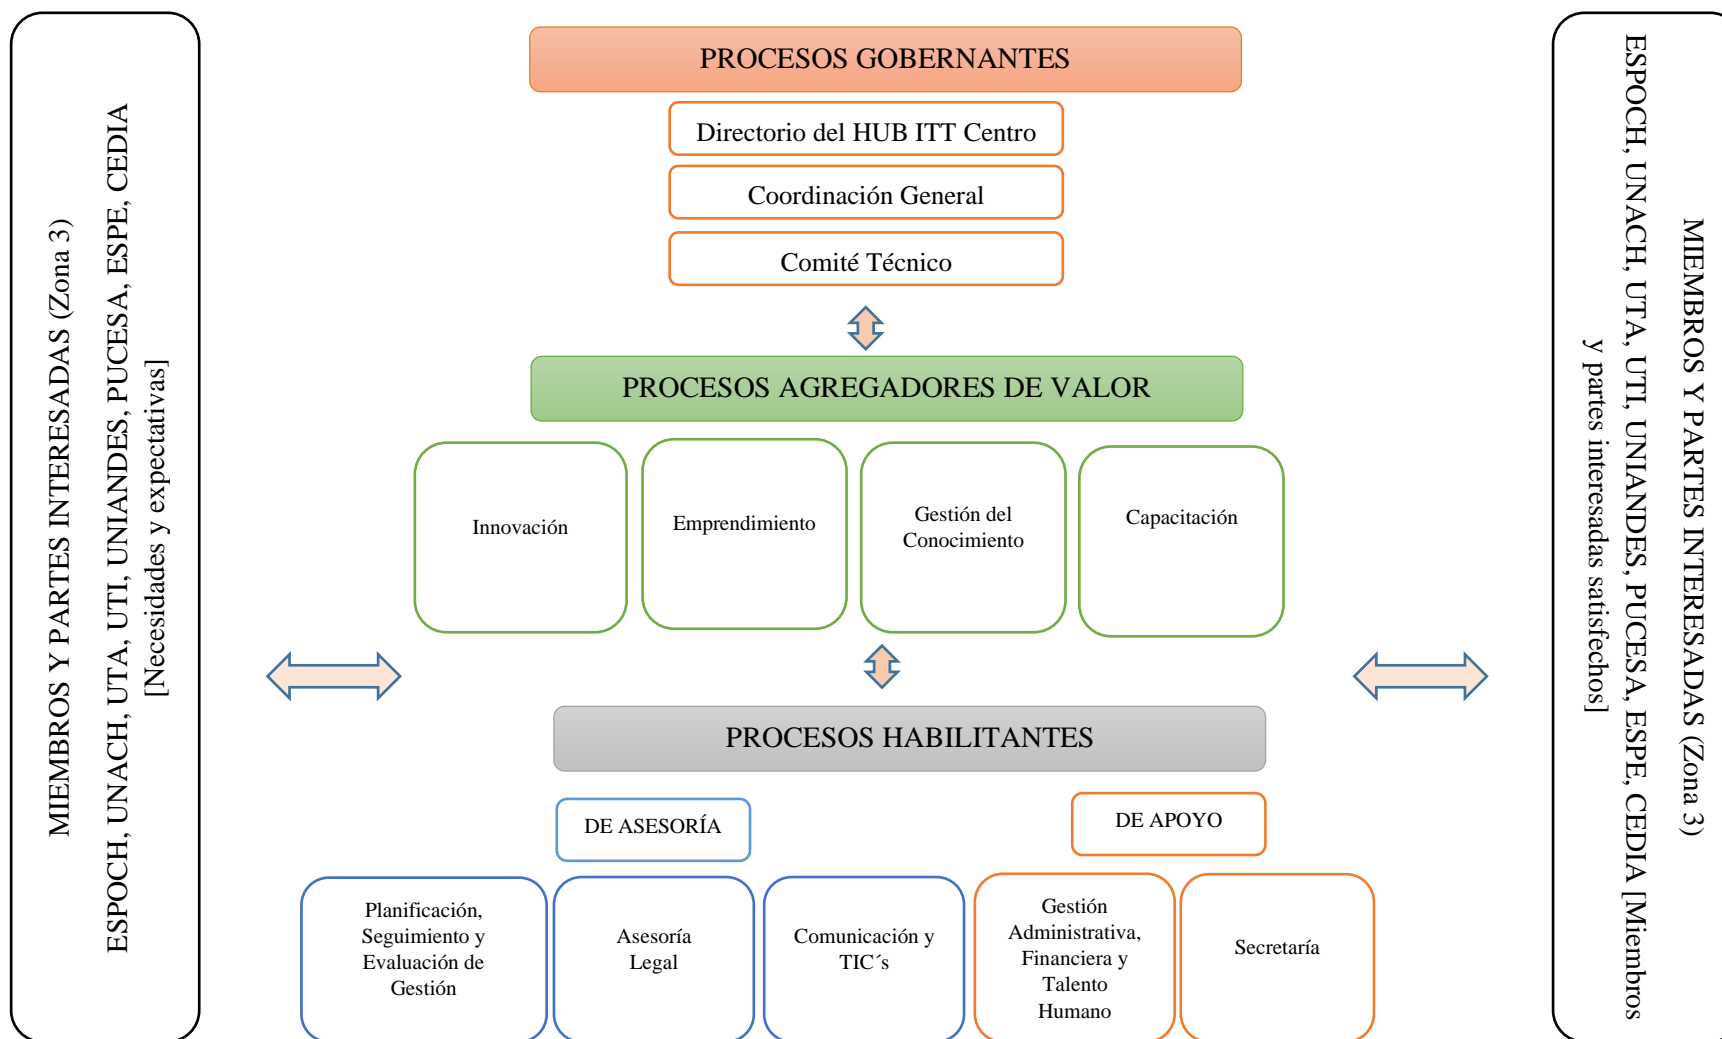 MIEMBROS Y PARTES INTERESADAS (Zona 3)
ESPOCH, UNACH, UTA, UTI, UNIANDES, PUCESA, ESPE, CEDIA
[Necesidades y expectativas]
PROCESOS GOBERNANTES
Directorio del HUB ITT Centro
Coordinación General
Comité Técnico
PROCESOS AGREGADORES DE VALOR
Innovación
Emprendimiento
Gestión del
Conocimiento
Capacitación
PROCESOS HABILITANTES
DE ASESORÍA
DE APOYO
Planificación,
Seguimiento y
Evaluación de
Gestión
Asesoría
Legal
Comunicación y
TIC´s
Gestión
Administrativa,
Financiera y
Talento
Humano
Secretaría
MIEMBROS Y PARTES INTERESADAS (Zona 3)
ESPOCH, UNACH, UTA, UTI, UNIANDES, PUCESA, ESPE, CEDIA [Miembros
y partes interesadas satisfechos]